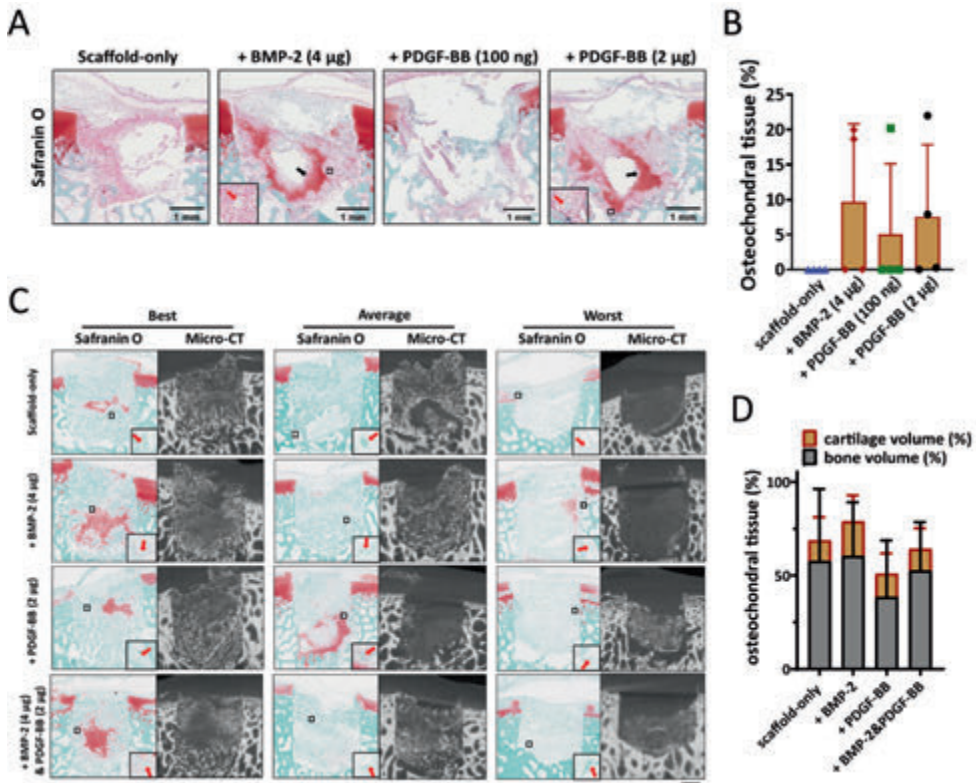 A
Scaffold-only
+ BMP-2 (4 µg)
+ PDGF-BB (100 ng)
+ PDGF-BB (2 µg)
Safranin O
1 mm
1 mm
1 mm
1 mm
B
Osteochondral tissue (%)
25
20
15
10
5
0
scaffold-only
+ BMP-2 (4 µg)
+ PDGF-BB (100 ng)
+ PDGF-BB (2 µg)
C
Best
Average
Worst
Safranin O
Micro-CT
Safranin O
Micro-CT
Safranin O
Micro-CT
Scaffold-only
+ BMP-2 (4 µg)
+ PDGF-BB (2 µg)
+ BMP-2 (4 µg)
& PDGF-BB (2 µg)
D
cartilage volume (%)
bone volume (%)
osteochondral tissue (%)
100
50
0
scaffold-only
+ BMP-2
+ PDGF-BB
+ BMP-2&PDGF-BB